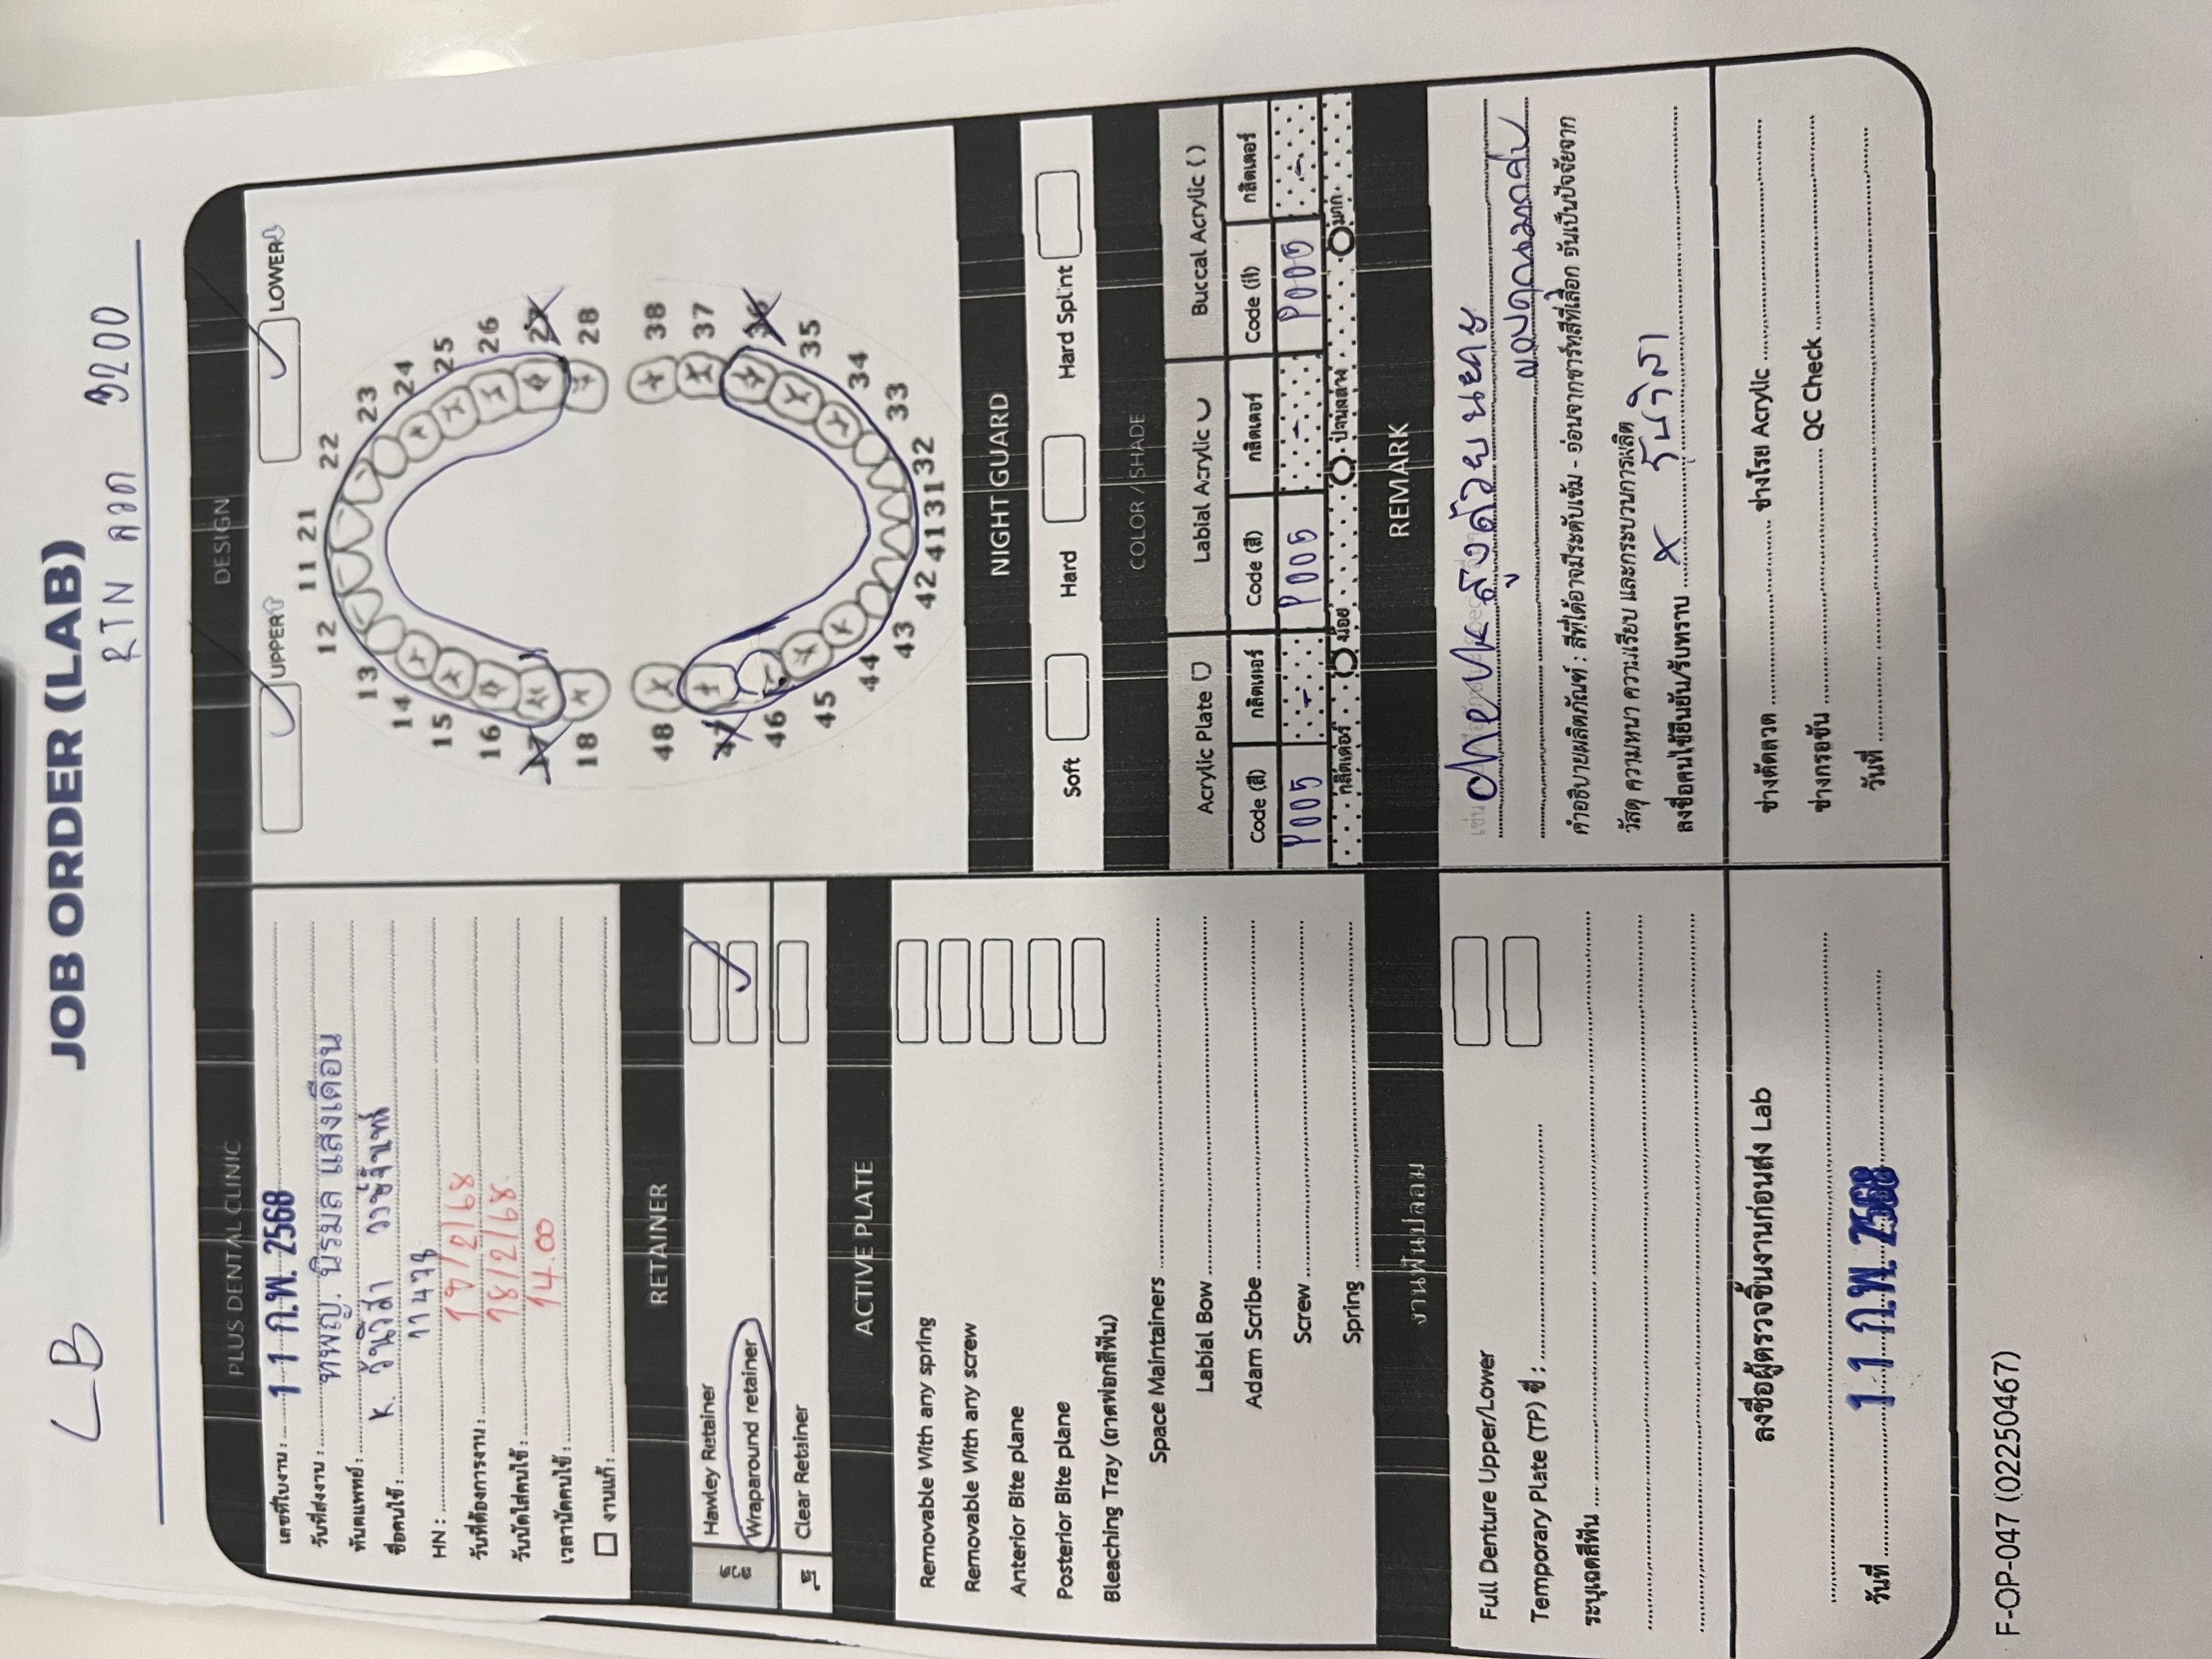 LB
JOB ORDER (LAB)
RTN ลวด 3200
PLUS DENTAL CLINIC
เลขที่ใบงาน :
11 ก.พ. 2568
วันที่ส่งงาน :
ทพญ. นิรมล แสงเดือน
ทันตแพทย์ :
K. วันวิสา วงษ์จันทร์
ชื่อคนไข้ :
11478
HN :
17/2/68
วันที่ต้องการงาน :
18/2/68
วันนัดใส่คนไข้ :
14.00
เวลานัดคนไข้ :
งานแก้ :
RETAINER
ลวด
Hawley Retainer
Wraparound retainer
ใส
Clear Retainer
ACTIVE PLATE
Removable With any spring
Removable With any screw
Anterior Bite plane
Posterior Bite plane
Bleaching Tray (ถาดฟอกสีฟัน)
Space Maintainers
Labial Bow
Adam Scribe
Screw
Spring
งานฟันปลอม
Full Denture Upper/Lower
Temporary Plate (TP) ซี่ :
ระบุเฉดสีฟัน
ลงชื่อผู้ตรวจชิ้นงานก่อนส่ง Lab
วันที่ 11 ก.พ. 2568
DESIGN
UPPER LOWER
11 21
12 22
13 23
14 24
15 25
16 26
17 27
18 28
48 38
47 37
46 36
45 35
44 34
43 33
42 41 31 32
NIGHT GUARD
Soft Hard Hard Splint
COLOR / SHADE
Acrylic Plate Labial Acrylic Buccal Acrylic ( )
Code (สี) กลิตเตอร์ Code (สี) กลิตเตอร์ Code (สี) กลิตเตอร์
P005 - P005 - P005 -
กลิตเตอร์ น้อย ปานกลาง มาก
REMARK
check สูงด้วยนะคะ
ขอบคุณมากค่ะ
คำอธิบายผลิตภัณฑ์ : สีที่ได้อาจมีระดับเข้ม - อ่อนจากชาร์ทสีที่เลือก อันเป็นปัจจัยจาก
วัสดุ ความหนา ความเรียบ และกระบวนการผลิต
ลงชื่อคนไข้ยืนยัน/รับทราบ x วันวิสา
ช่างดัดลวด ช่างโรย Acrylic
ช่างกรอขัน QC Check
วันที่
F-OP-047 (02250467)